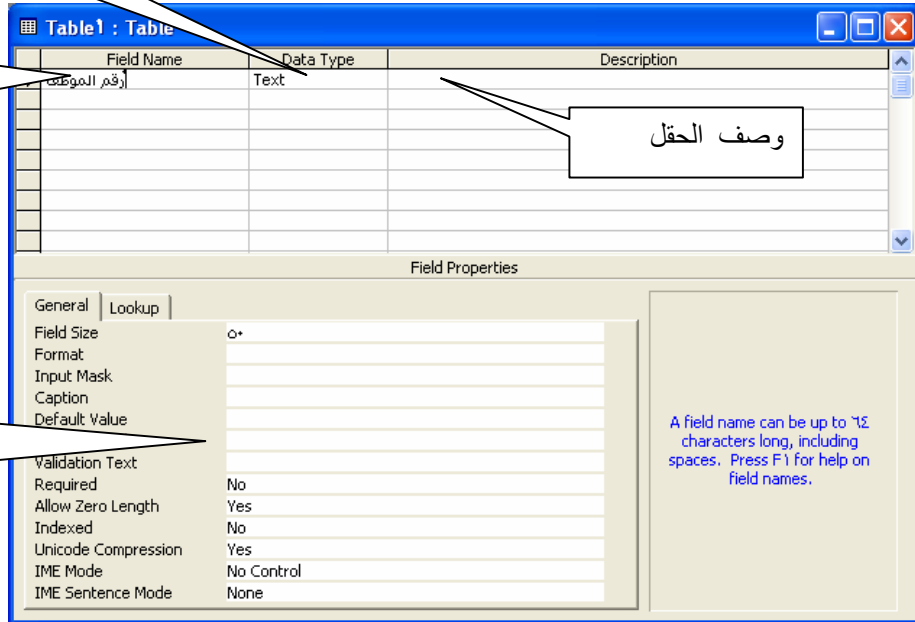 Table١ : Table
Field Name Data Type Description
رقم الموظف Text
وصف الحقل
Field Properties
General Lookup
Field Size ٥٠
Format
Input Mask
Caption
Default Value
Validation Text
Required No
Allow Zero Length Yes
Indexed No
Unicode Compression Yes
IME Mode No Control
IME Sentence Mode None
A field name can be up to ٦٤
characters long, including
spaces. Press F١ for help on
field names.